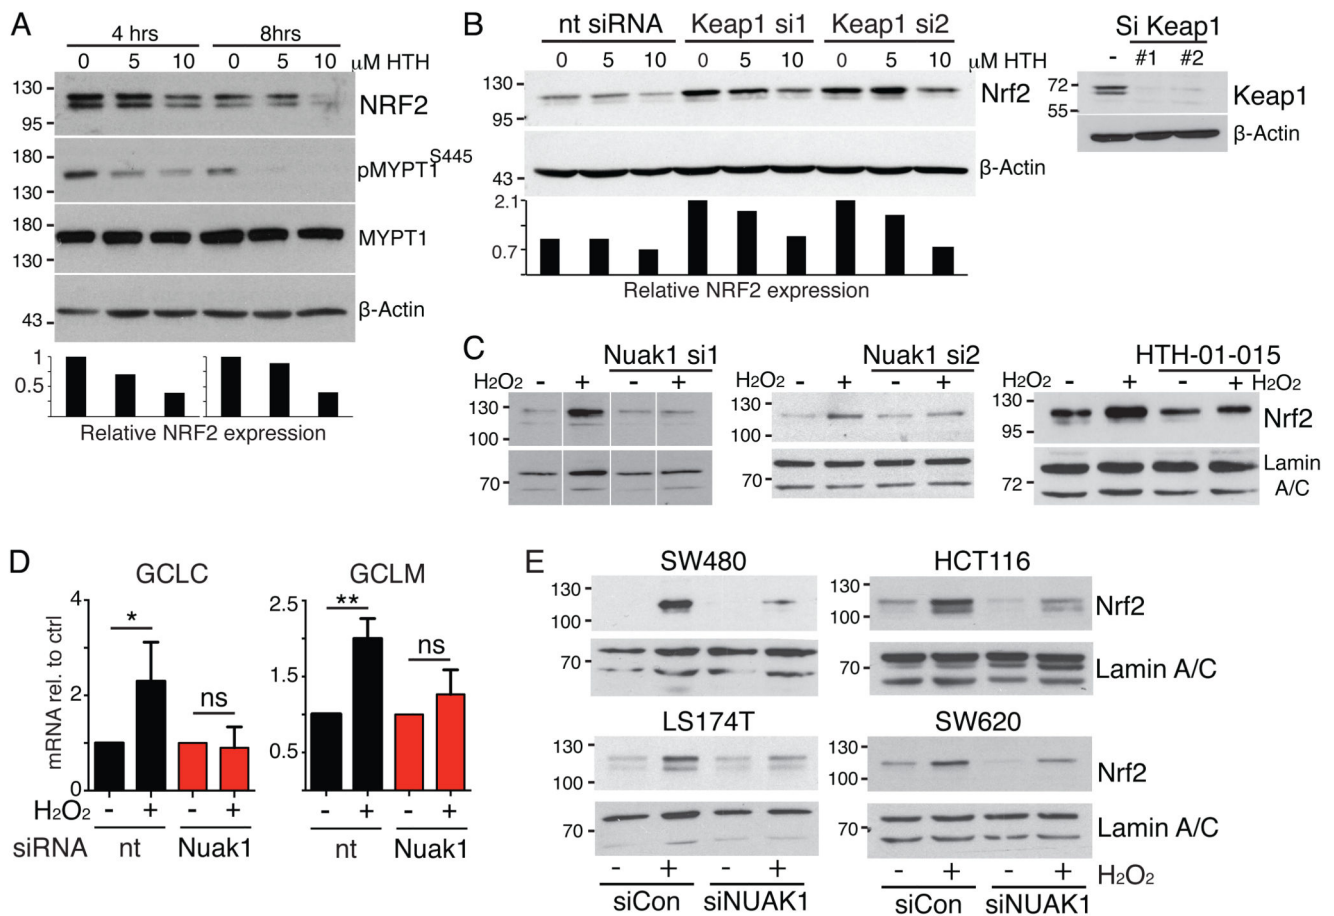 A
4 hrs 8hrs
0 5 10 0 5 10 μM HTH
130
95
NRF2
180
130
pMYPT1S445
180
130
MYPT1
43
β-Actin
1
0.5
Relative NRF2 expression
B
nt siRNA Keap1 si1 Keap1 si2
0 5 10 0 5 10 0 5 10 μM HTH
130
95
Nrf2
43
β-Actin
2.1
0.7
Relative NRF2 expression
Si Keap1
- #1 #2
72
55
Keap1
β-Actin
C
Nuak1 si1
H2O2 - + - +
130
100
70
Nuak1 si2
H2O2 - + - +
130
100
70
HTH-01-015
H2O2 - + - + H2O2
130
95
Nrf2
72
Lamin
A/C
D
GCLC
mRNA rel. to ctrl
4
2
0
*
ns
H2O2 - + - +
siRNA nt Nuak1
GCLM
2.5
1.5
0.5
**
ns
- + - +
nt Nuak1
E
SW480
130
100
70
HCT116
130
100
Nrf2
70
Lamin A/C
LS174T
130
100
70
SW620
130
100
Nrf2
70
Lamin A/C
- + - +
siCon siNUAK1
- + - + H2O2
siCon siNUAK1